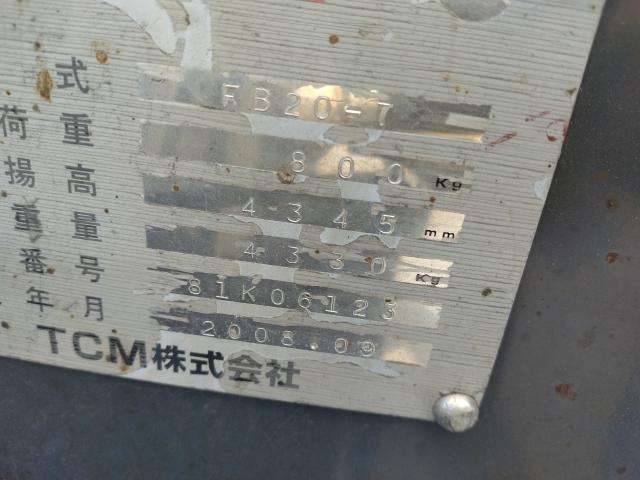 式 FB20-7
荷重 800 Kg
揚高 4345 mm
重量 4330 Kg
番号 81K06123
年月 2008.09
TCM株式会社